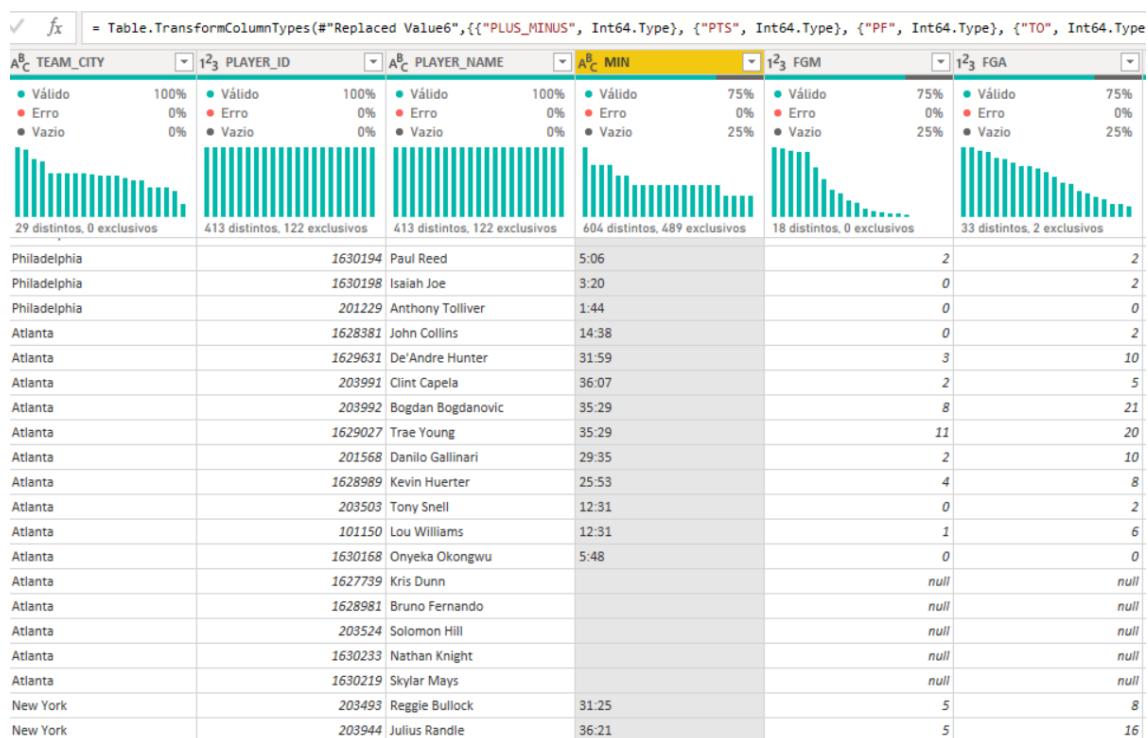 fx = Table.TransformColumnTypes(#"Replaced Value6",{{"PLUS_MINUS", Int64.Type}, {"PTS", Int64.Type}, {"PF", Int64.Type}, {"TO", Int64.Type
ABC TEAM_CITY 123 PLAYER_ID ABC PLAYER_NAME ABC MIN 123 FGM 123 FGA
Válido 100% Válido 100% Válido 100% Válido 75% Válido 75% Válido 75%
Erro 0% Erro 0% Erro 0% Erro 0% Erro 0% Erro 0%
Vazio 0% Vazio 0% Vazio 0% Vazio 25% Vazio 25% Vazio 25%
29 distintos, 0 exclusivos 413 distintos, 122 exclusivos 413 distintos, 122 exclusivos 604 distintos, 489 exclusivos 18 distintos, 0 exclusivos 33 distintos, 2 exclusivos
Philadelphia 1630194 Paul Reed 5:06 2 2
Philadelphia 1630198 Isaiah Joe 3:20 0 2
Philadelphia 201229 Anthony Tolliver 1:44 0 0
Atlanta 1628381 John Collins 14:38 0 2
Atlanta 1629631 De'Andre Hunter 31:59 3 10
Atlanta 203991 Clint Capela 36:07 2 5
Atlanta 203992 Bogdan Bogdanovic 35:29 8 21
Atlanta 1629027 Trae Young 35:29 11 20
Atlanta 201568 Danilo Gallinari 29:35 2 10
Atlanta 1628989 Kevin Huerter 25:53 4 8
Atlanta 203503 Tony Snell 12:31 0 2
Atlanta 101150 Lou Williams 12:31 1 6
Atlanta 1630168 Onyeka Okongwu 5:48 0 0
Atlanta 1627739 Kris Dunn null null
Atlanta 1628981 Bruno Fernando null null
Atlanta 203524 Solomon Hill null null
Atlanta 1630233 Nathan Knight null null
Atlanta 1630219 Skylar Mays null null
New York 203493 Reggie Bullock 31:25 5 8
New York 203944 Julius Randle 36:21 5 16